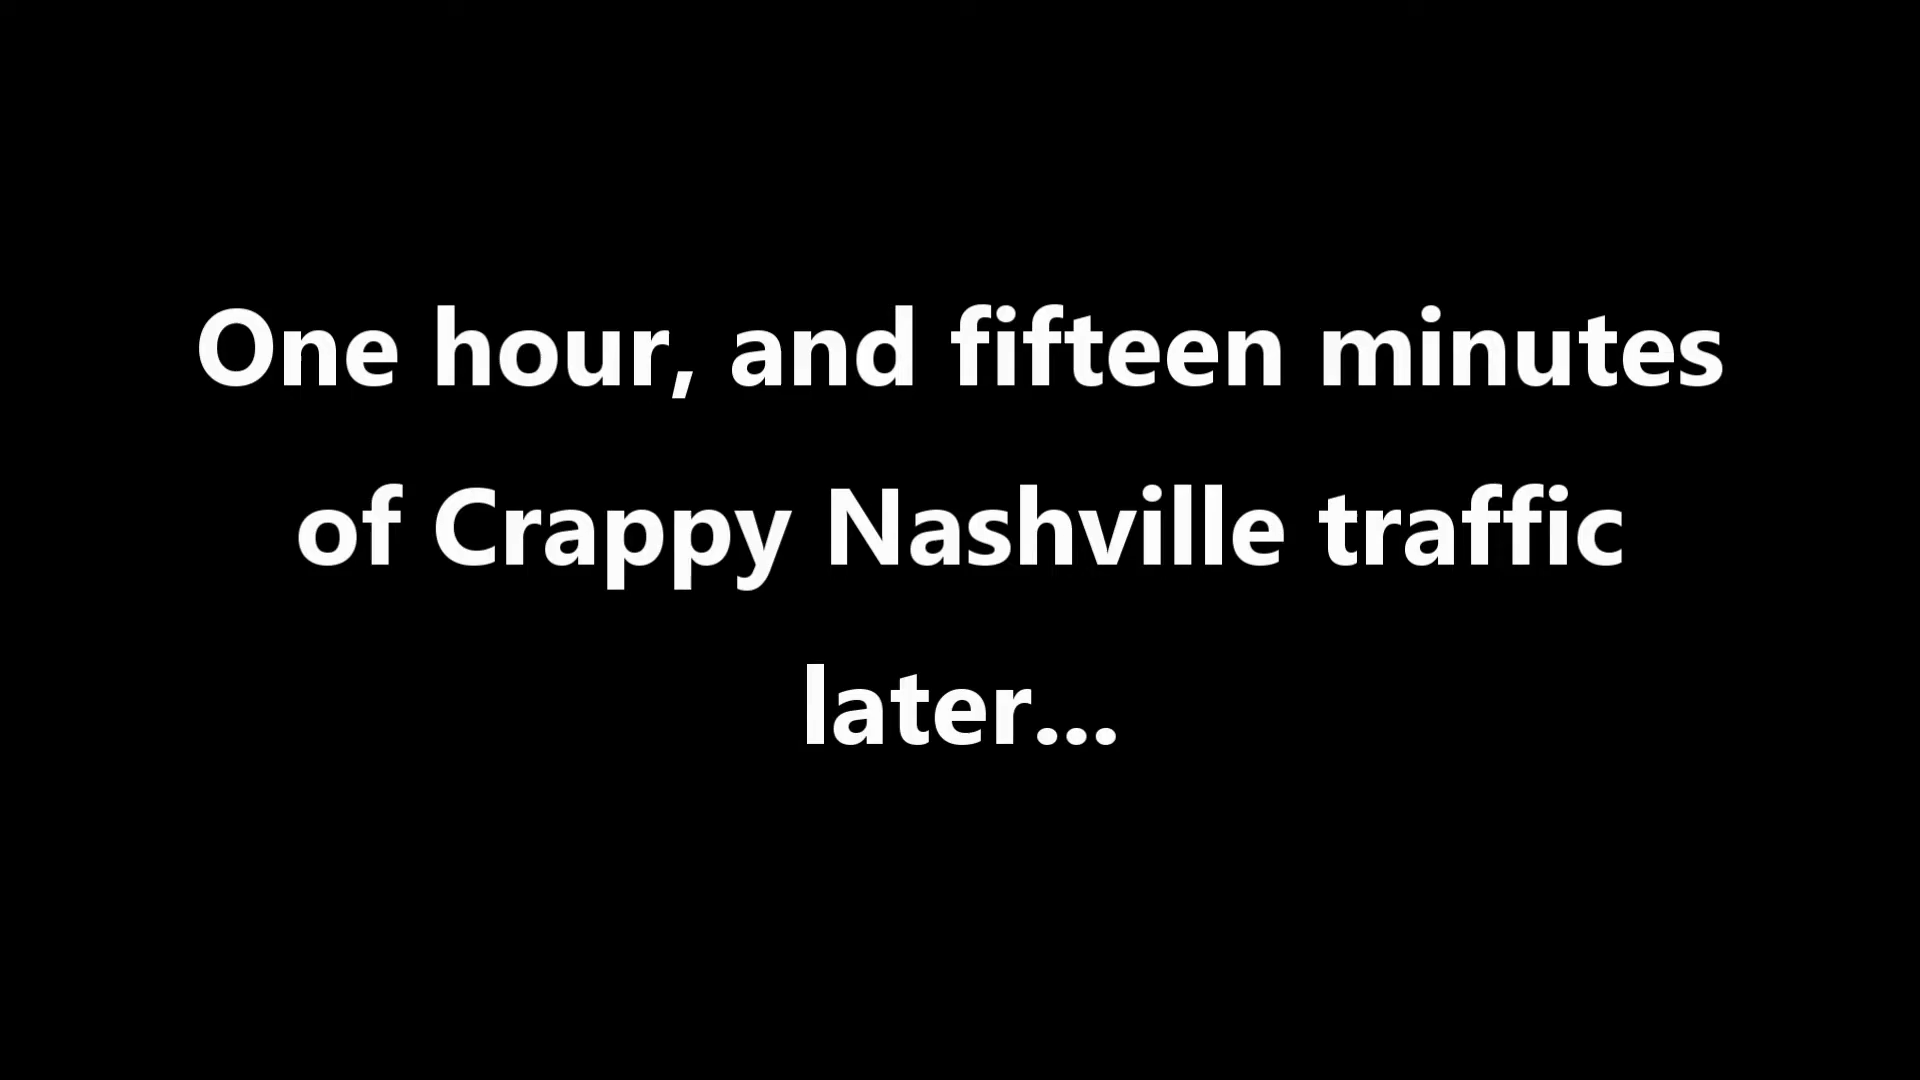 One hour, and fifteen minutes
of Crappy Nashville traffic
later...